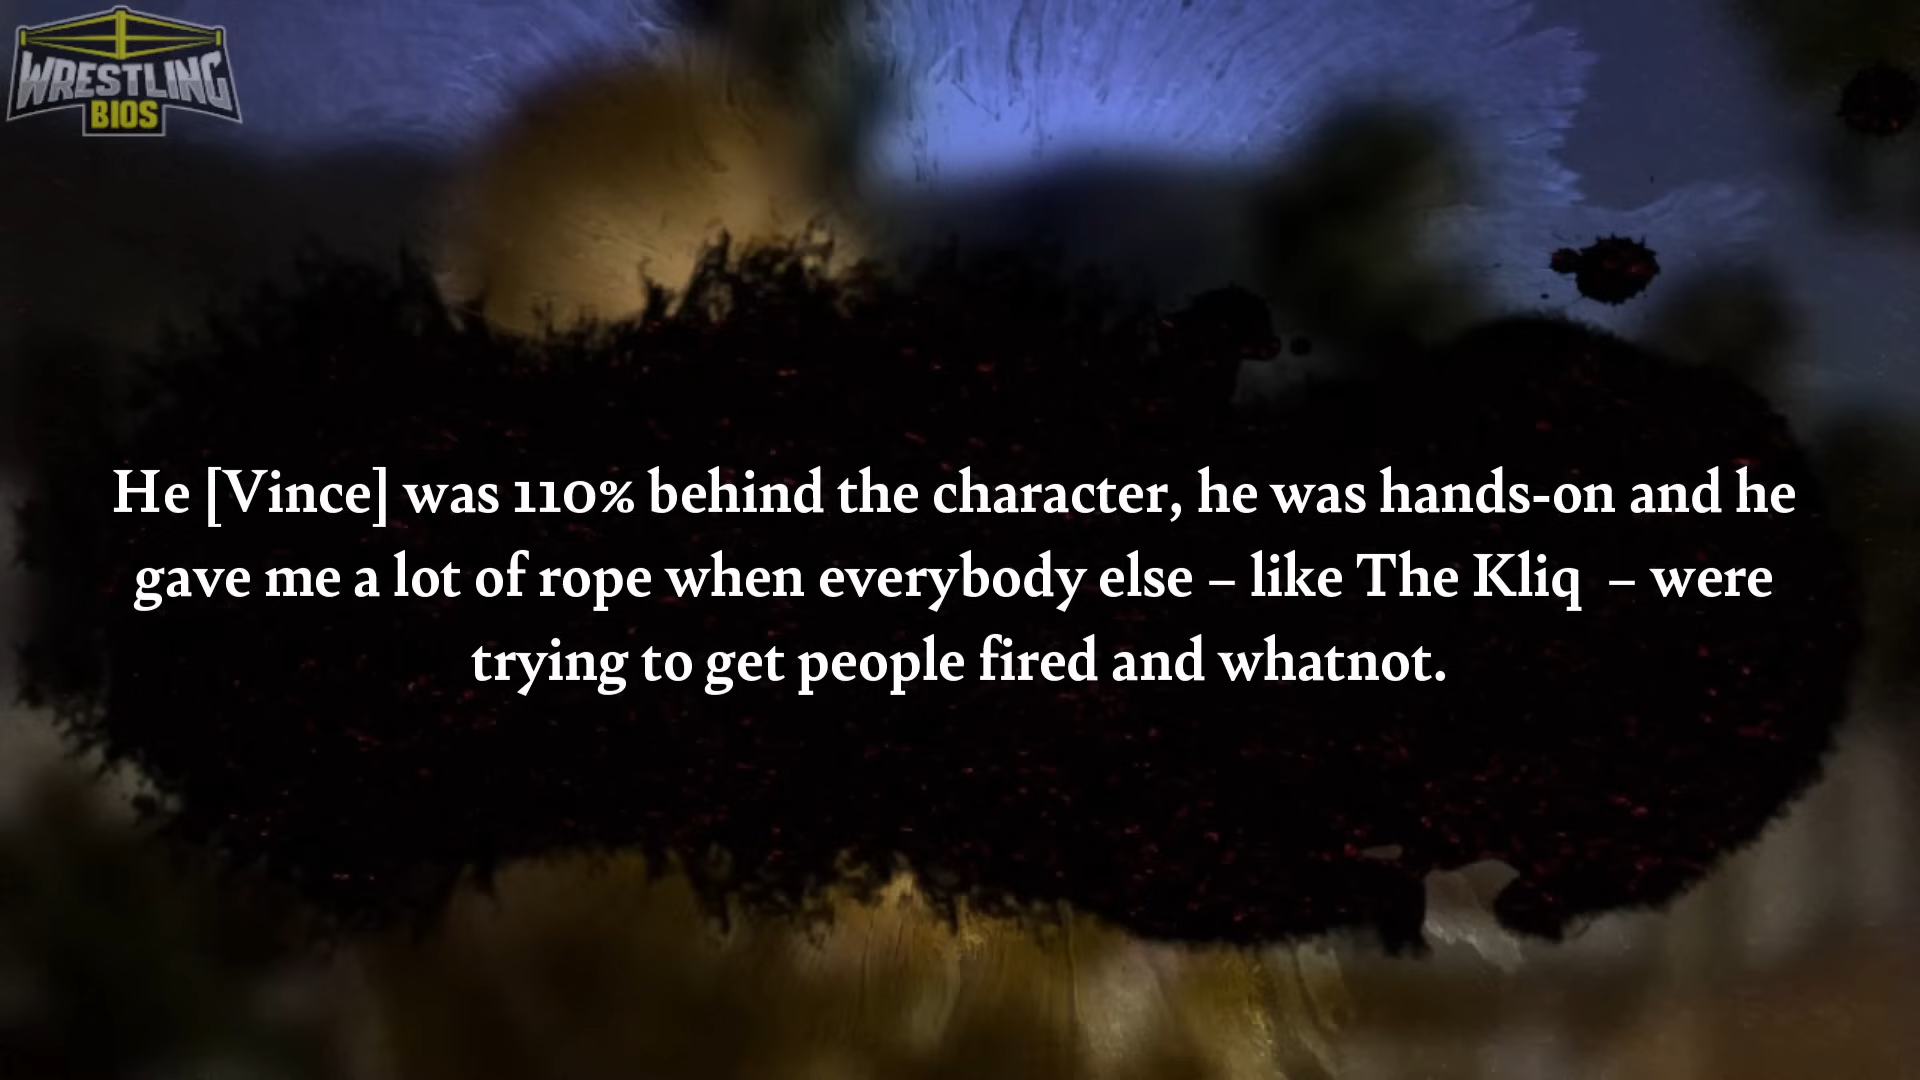 WRESTLING
BIOS
He [Vince] was 110% behind the character, he was hands-on and he
gave me a lot of rope when everybody else – like The Kliq – were
trying to get people fired and whatnot.